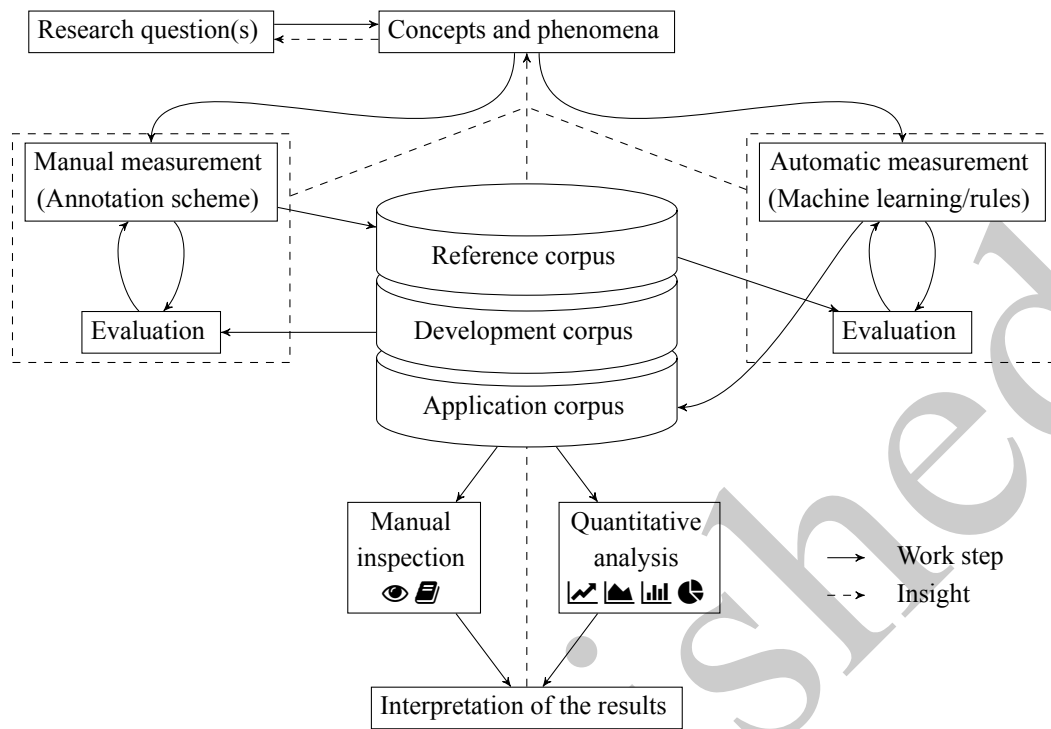 Research question(s)
Concepts and phenomena
Manual measurement
(Annotation scheme)
Automatic measurement
(Machine learning/rules)
Reference corpus
Evaluation
Development corpus
Evaluation
Application corpus
Manual
inspection
Quantitative
analysis
Work step
Insight
Interpretation of the results
shed